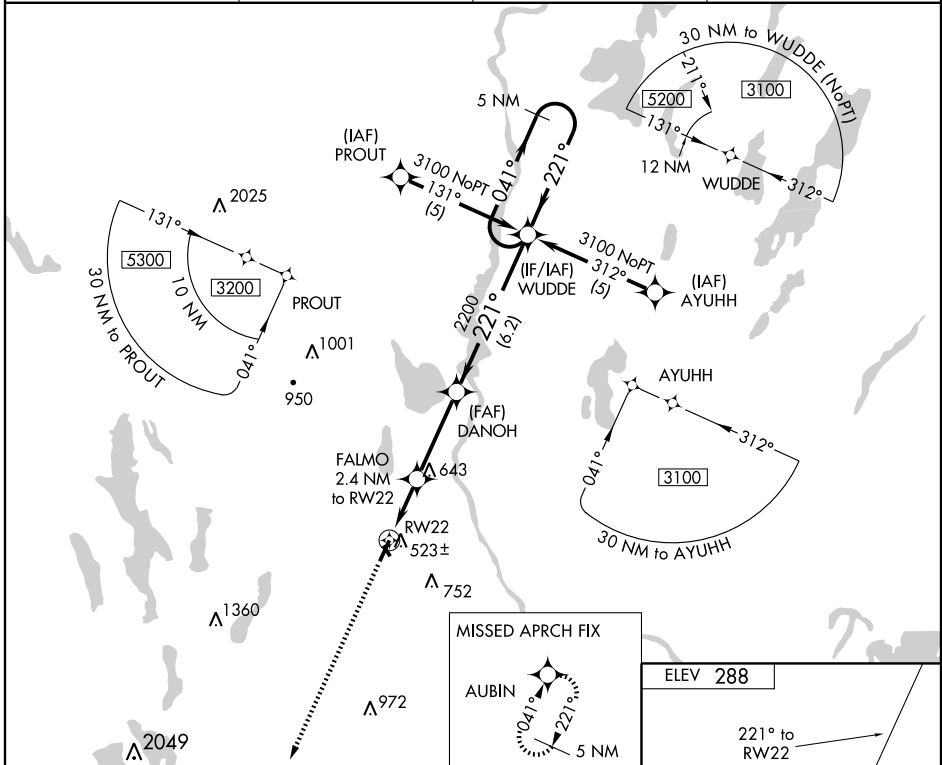 30 NM to WUDDE (NoPT)
211°
3100
5200
131°
12 NM
WUDDE
312°
5 NM
(IAF)
PROUT
3100 NoPT
131°
(5)
041°
221°
2025
131°
5300
3200
10 NM
PROUT
30 NM to PROUT
041°
3100 NoPT
312°
(5)
(IF/IAF)
WUDDE
(IAF)
AYUHH
2200
221°
(6.2)
1001
950
(FAF)
DANOH
AYUHH
312°
041°
3100
30 NM to AYUHH
FALMO
2.4 NM
to RW22
643
RW22
523±
752
1360
972
2049
MISSED APRCH FIX
AUBIN
041°
221°
5 NM
ELEV 288
221° to
RW22